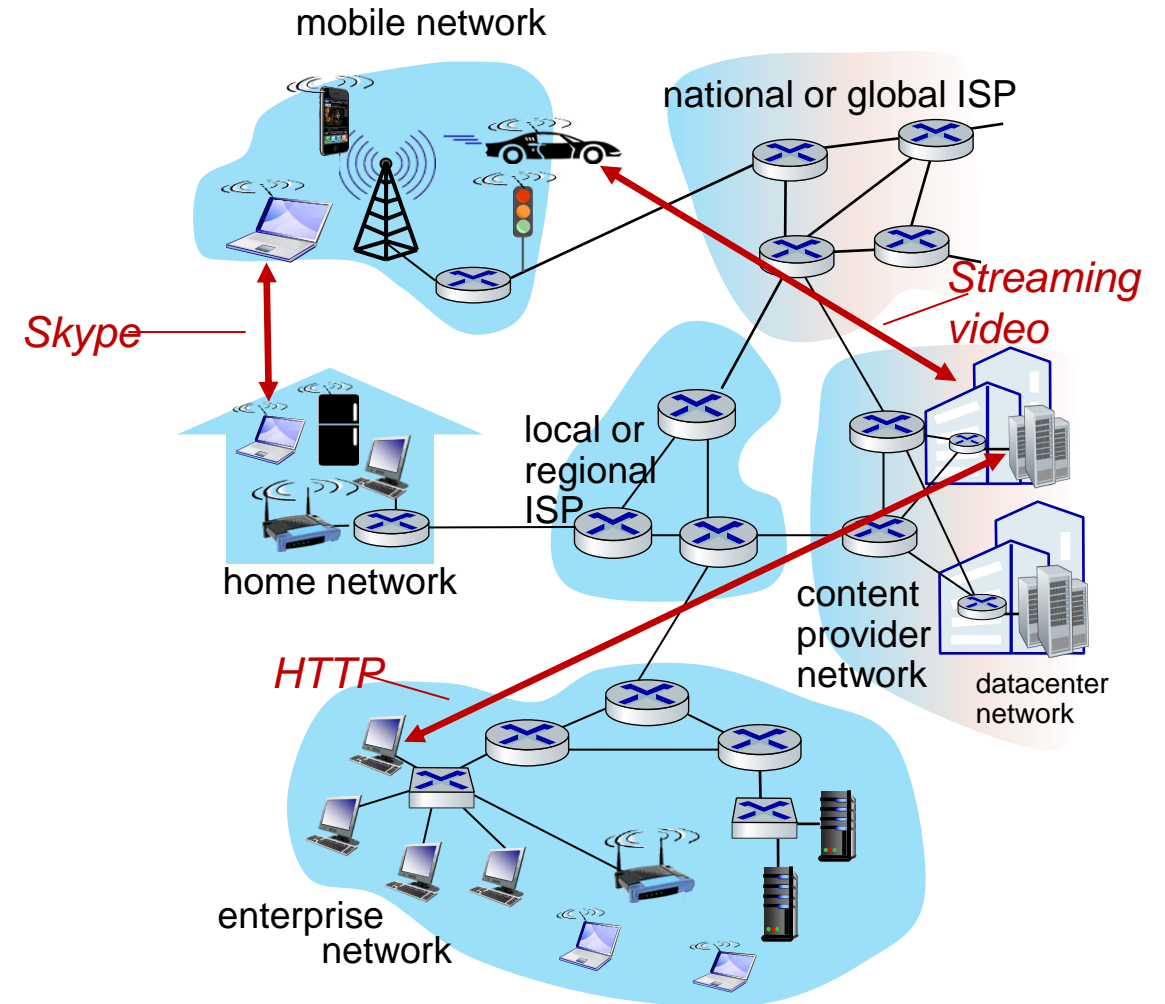 mobile network
national or global ISP
Streaming
video
Skype
local or
regional
ISP
home network
content
provider
network
datacenter
network
HTTP
enterprise
network